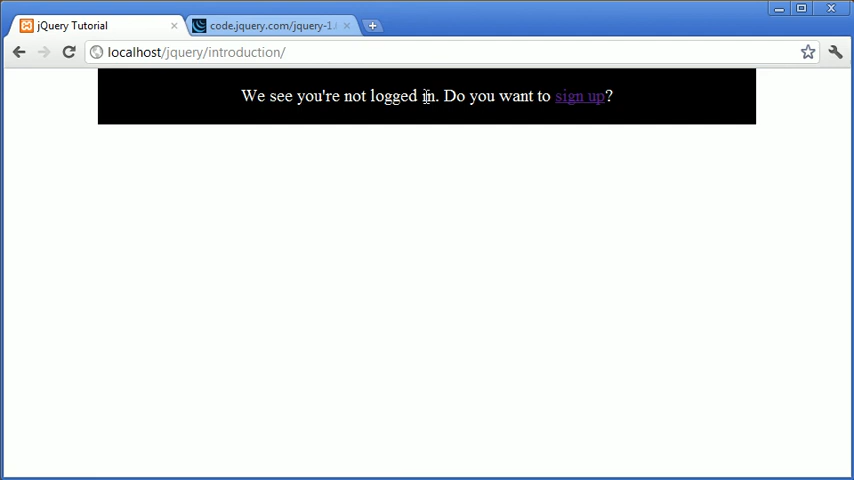 jQuery Tutorial
code.jquery.com/jquery-1.
localhost/jquery/introduction/
We see you're not logged in. Do you want to sign up?